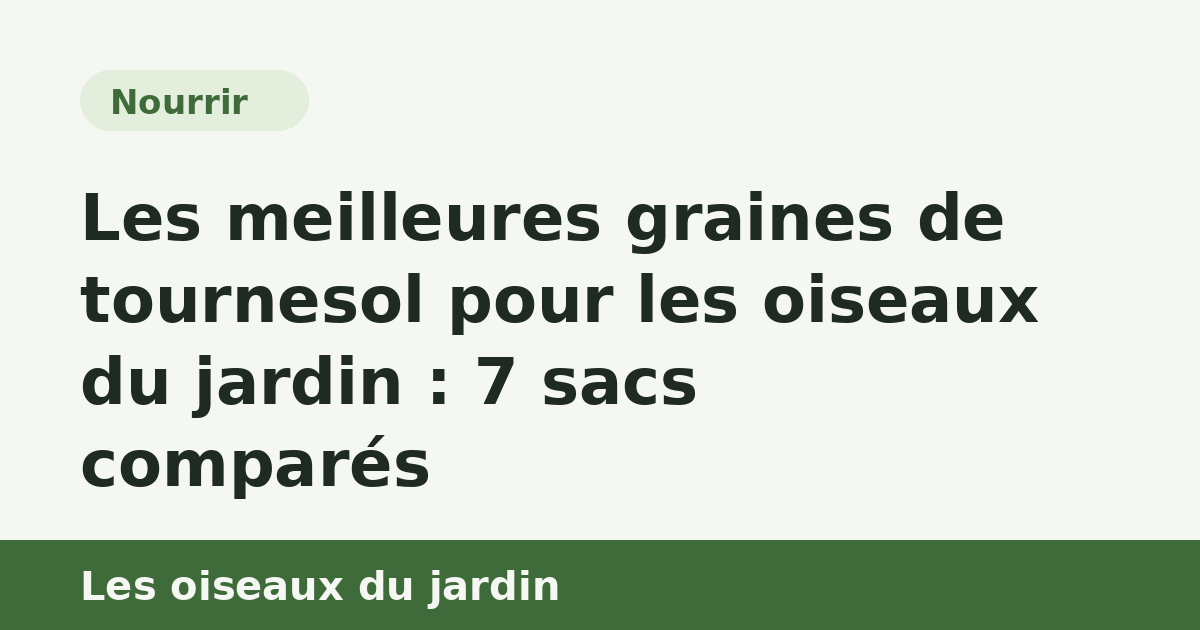 Nourrir
Les meilleures graines de
tournesol pour les oiseaux
du jardin : 7 sacs
comparés
Les oiseaux du jardin